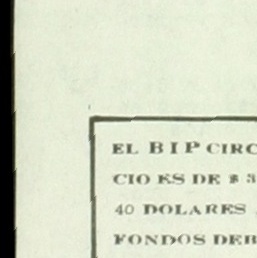 EL BIP CIRC
CIO ES DE $ 3
40 DOLARES
FONDOS DEB